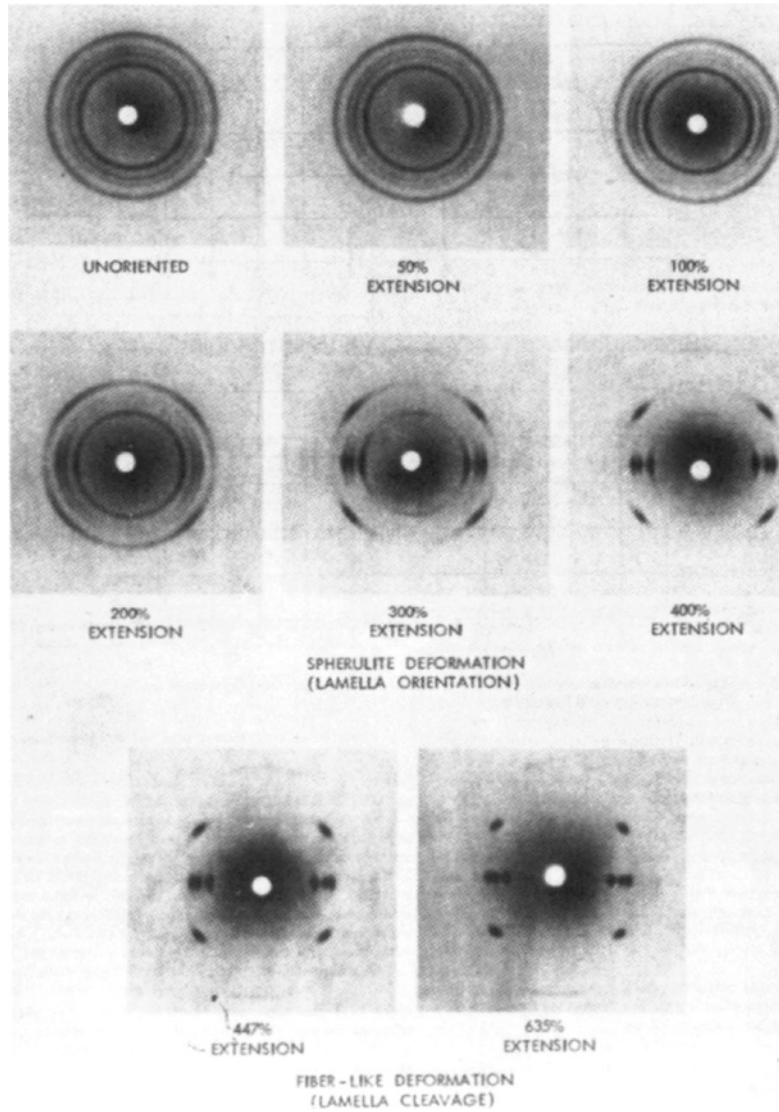 UNORIENTED
50%
EXTENSION
100%
EXTENSION
200%
EXTENSION
300%
EXTENSION
400%
EXTENSION
SPHERULITE DEFORMATION
(LAMELLA ORIENTATION)
447%
EXTENSION
635%
EXTENSION
FIBER-LIKE DEFORMATION
(LAMELLA CLEAVAGE)